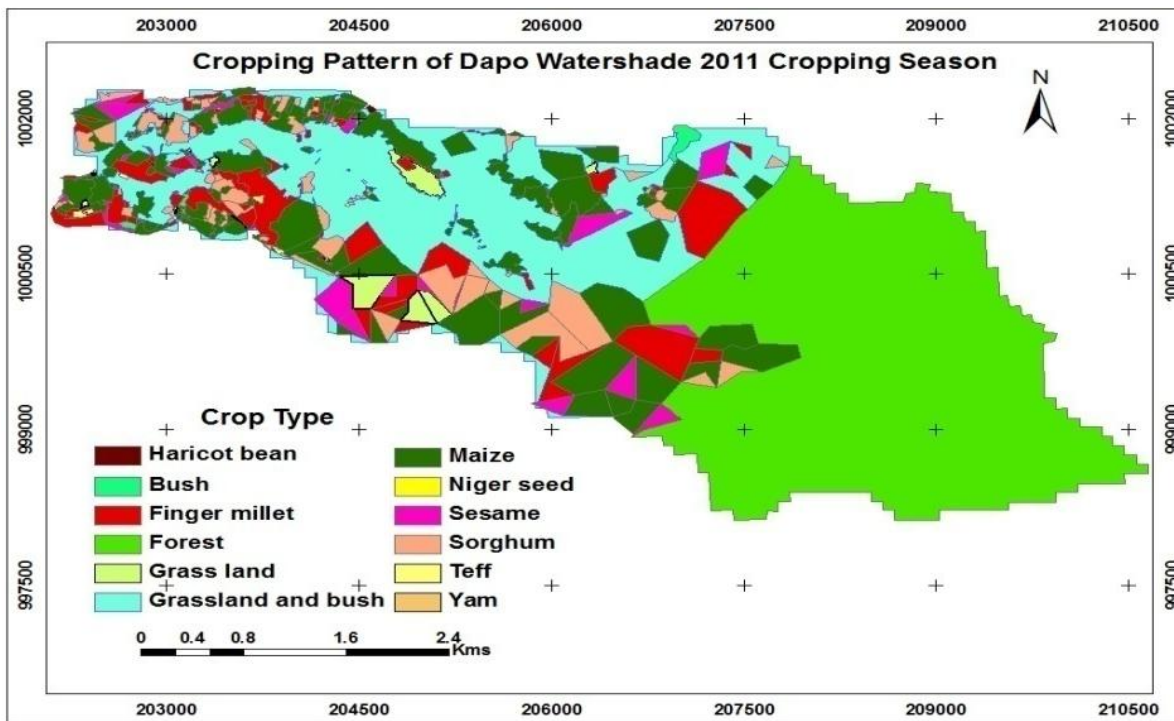 203000 204500 206000 207500 209000 210500
Cropping Pattern of Dapo Watershade 2011 Cropping Season
N
1002000 1002000
1000500 1000500
999000 999000
997500 997500
Crop Type
Haricot bean
Bush
Finger millet
Forest
Grass land
Grassland and bush
Maize
Niger seed
Sesame
Sorghum
Teff
Yam
0 0.4 0.8 1.6 2.4
Kms
203000 204500 206000 207500 209000 210500